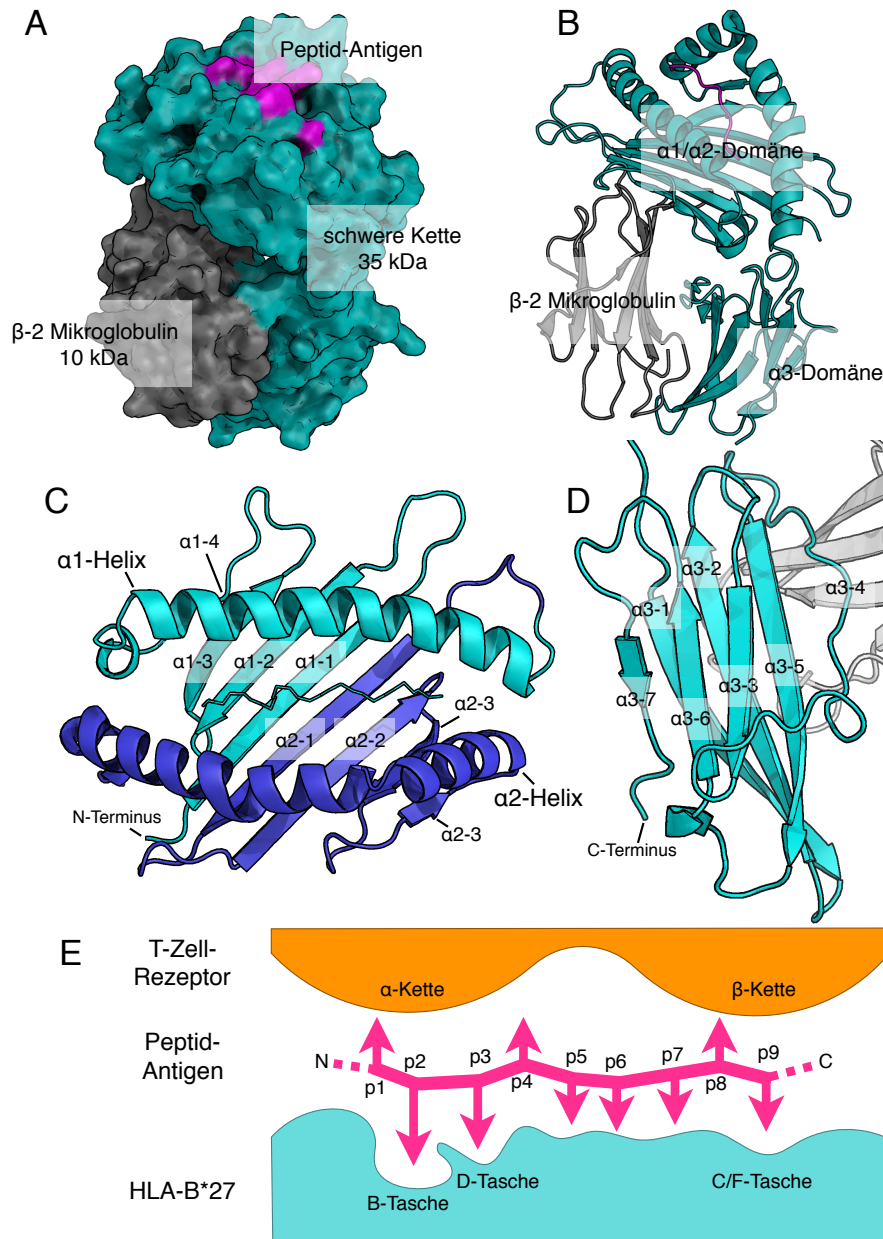 A
Peptid-Antigen
schwere Kette
35 kDa
β-2 Mikroglobulin
10 kDa
B
α1/α2-Domäne
β-2 Mikroglobulin
α3-Domäne
C
α1-Helix
α1-4
α1-3
α1-2
α1-1
α2-1
α2-2
α2-3
α2-Helix
N-Terminus
α2-3
D
α3-2
α3-4
α3-1
α3-5
α3-3
α3-7
α3-6
C-Terminus
E
T-Zell-
Rezeptor
α-Kette
β-Kette
Peptid-
Antigen
N
p1
p2
p3
p4
p5
p6
p7
p8
p9
C
HLA-B*27
B-Tasche
D-Tasche
C/F-Tasche